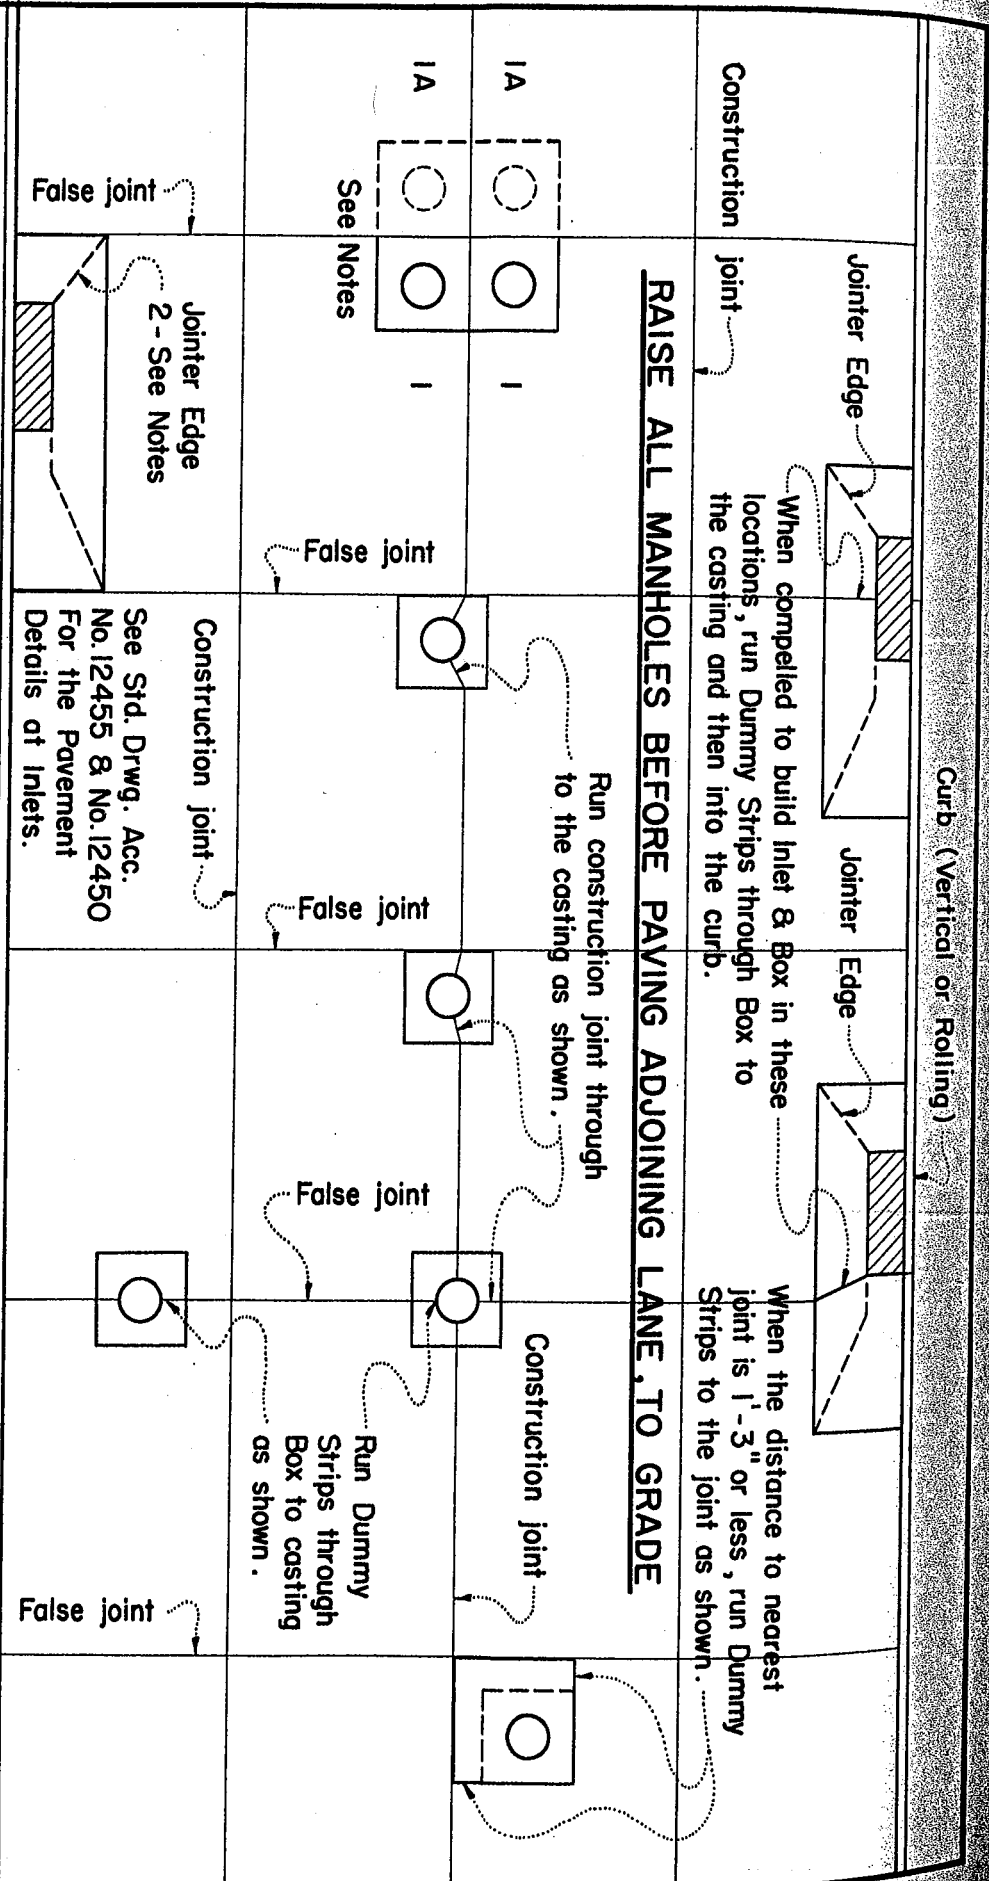 Curb (Vertical or Rolling)
Jointer Edge
Jointer Edge
Construction joint
When compelled to build Inlet & Box in these
locations, run Dummy Strips through Box to
the casting and then into the curb.
When the distance to nearest
joint is 1'-3" or less, run Dummy
Strips to the joint as shown.
RAISE ALL MANHOLES BEFORE PAVING ADJOINING LANE, TO GRADE
1A
1
1A
1
See Notes
Run construction joint through
to the casting as shown.
Construction joint
False joint
False joint
False joint
Run Dummy
Strips through
Box to casting
as shown.
Construction joint
Jointer Edge
2-See Notes
See Std. Drwg. Acc.
No.12455 & No.12450
For the Pavement
Details at Inlets.
False joint
False joint